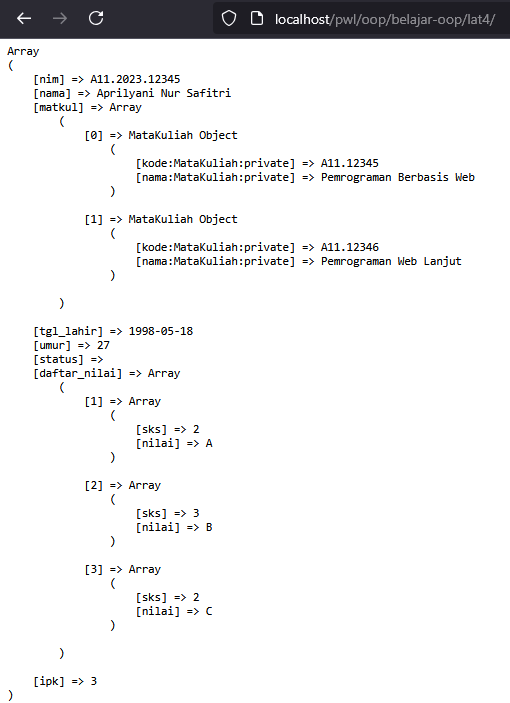 localhost/pwl/oop/belajar-oop/lat4/
Array
(
    [nim] => A11.2023.12345
    [nama] => Aprilyani Nur Safitri
    [matkul] => Array
        (
            [0] => MataKuliah Object
                (
                    [kode:MataKuliah:private] => A11.12345
                    [nama:MataKuliah:private] => Pemrograman Berbasis Web
                )

            [1] => MataKuliah Object
                (
                    [kode:MataKuliah:private] => A11.12346
                    [nama:MataKuliah:private] => Pemrograman Web Lanjut
                )

        )

    [tgl_lahir] => 1998-05-18
    [umur] => 27
    [status] =>
    [daftar_nilai] => Array
        (
            [1] => Array
                (
                    [sks] => 2
                    [nilai] => A
                )

            [2] => Array
                (
                    [sks] => 3
                    [nilai] => B
                )

            [3] => Array
                (
                    [sks] => 2
                    [nilai] => C
                )

        )

    [ipk] => 3
)